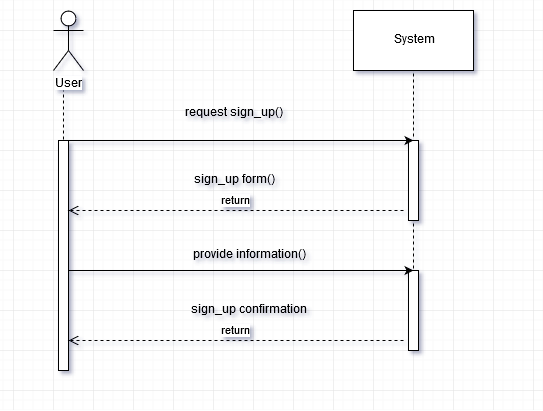 System
User
request sign_up()
sign_up form()
return
provide information()
sign_up confirmation
return